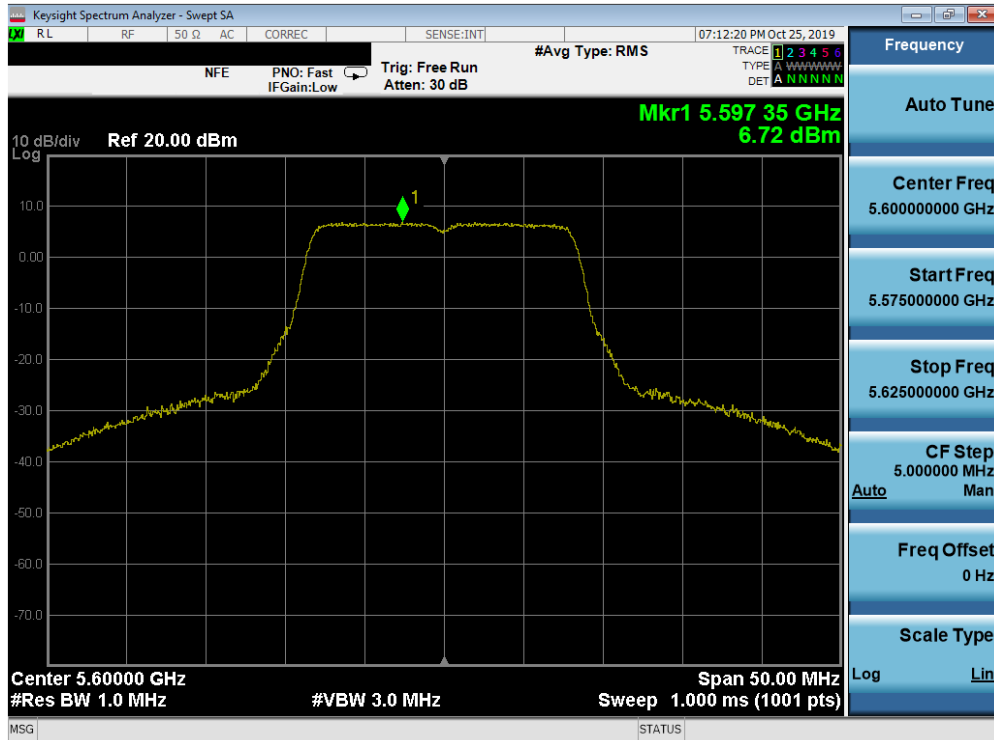 Keysight Spectrum Analyzer - Swept SA
LXI RL RF 50 Ω AC CORREC SENSE:INT 07:12:20 PM Oct 25, 2019
NFE PNO: Fast IFGain:Low
Trig: Free Run
Atten: 30 dB
#Avg Type: RMS
TRACE 1 2 3 4 5 6
TYPE A WWWWW
DET A N N N N N
Mkr1 5.597 35 GHz
6.72 dBm
10 dB/div Ref 20.00 dBm
Log
1
10.0
0.00
-10.0
-20.0
-30.0
-40.0
-50.0
-60.0
-70.0
Center 5.60000 GHz Span 50.00 MHz
#Res BW 1.0 MHz #VBW 3.0 MHz Sweep 1.000 ms (1001 pts)
MSG STATUS
Frequency
Auto Tune
Center Freq
5.600000000 GHz
Start Freq
5.575000000 GHz
Stop Freq
5.625000000 GHz
CF Step
5.000000 MHz
Auto Man
Freq Offset
0 Hz
Scale Type
Log Lin